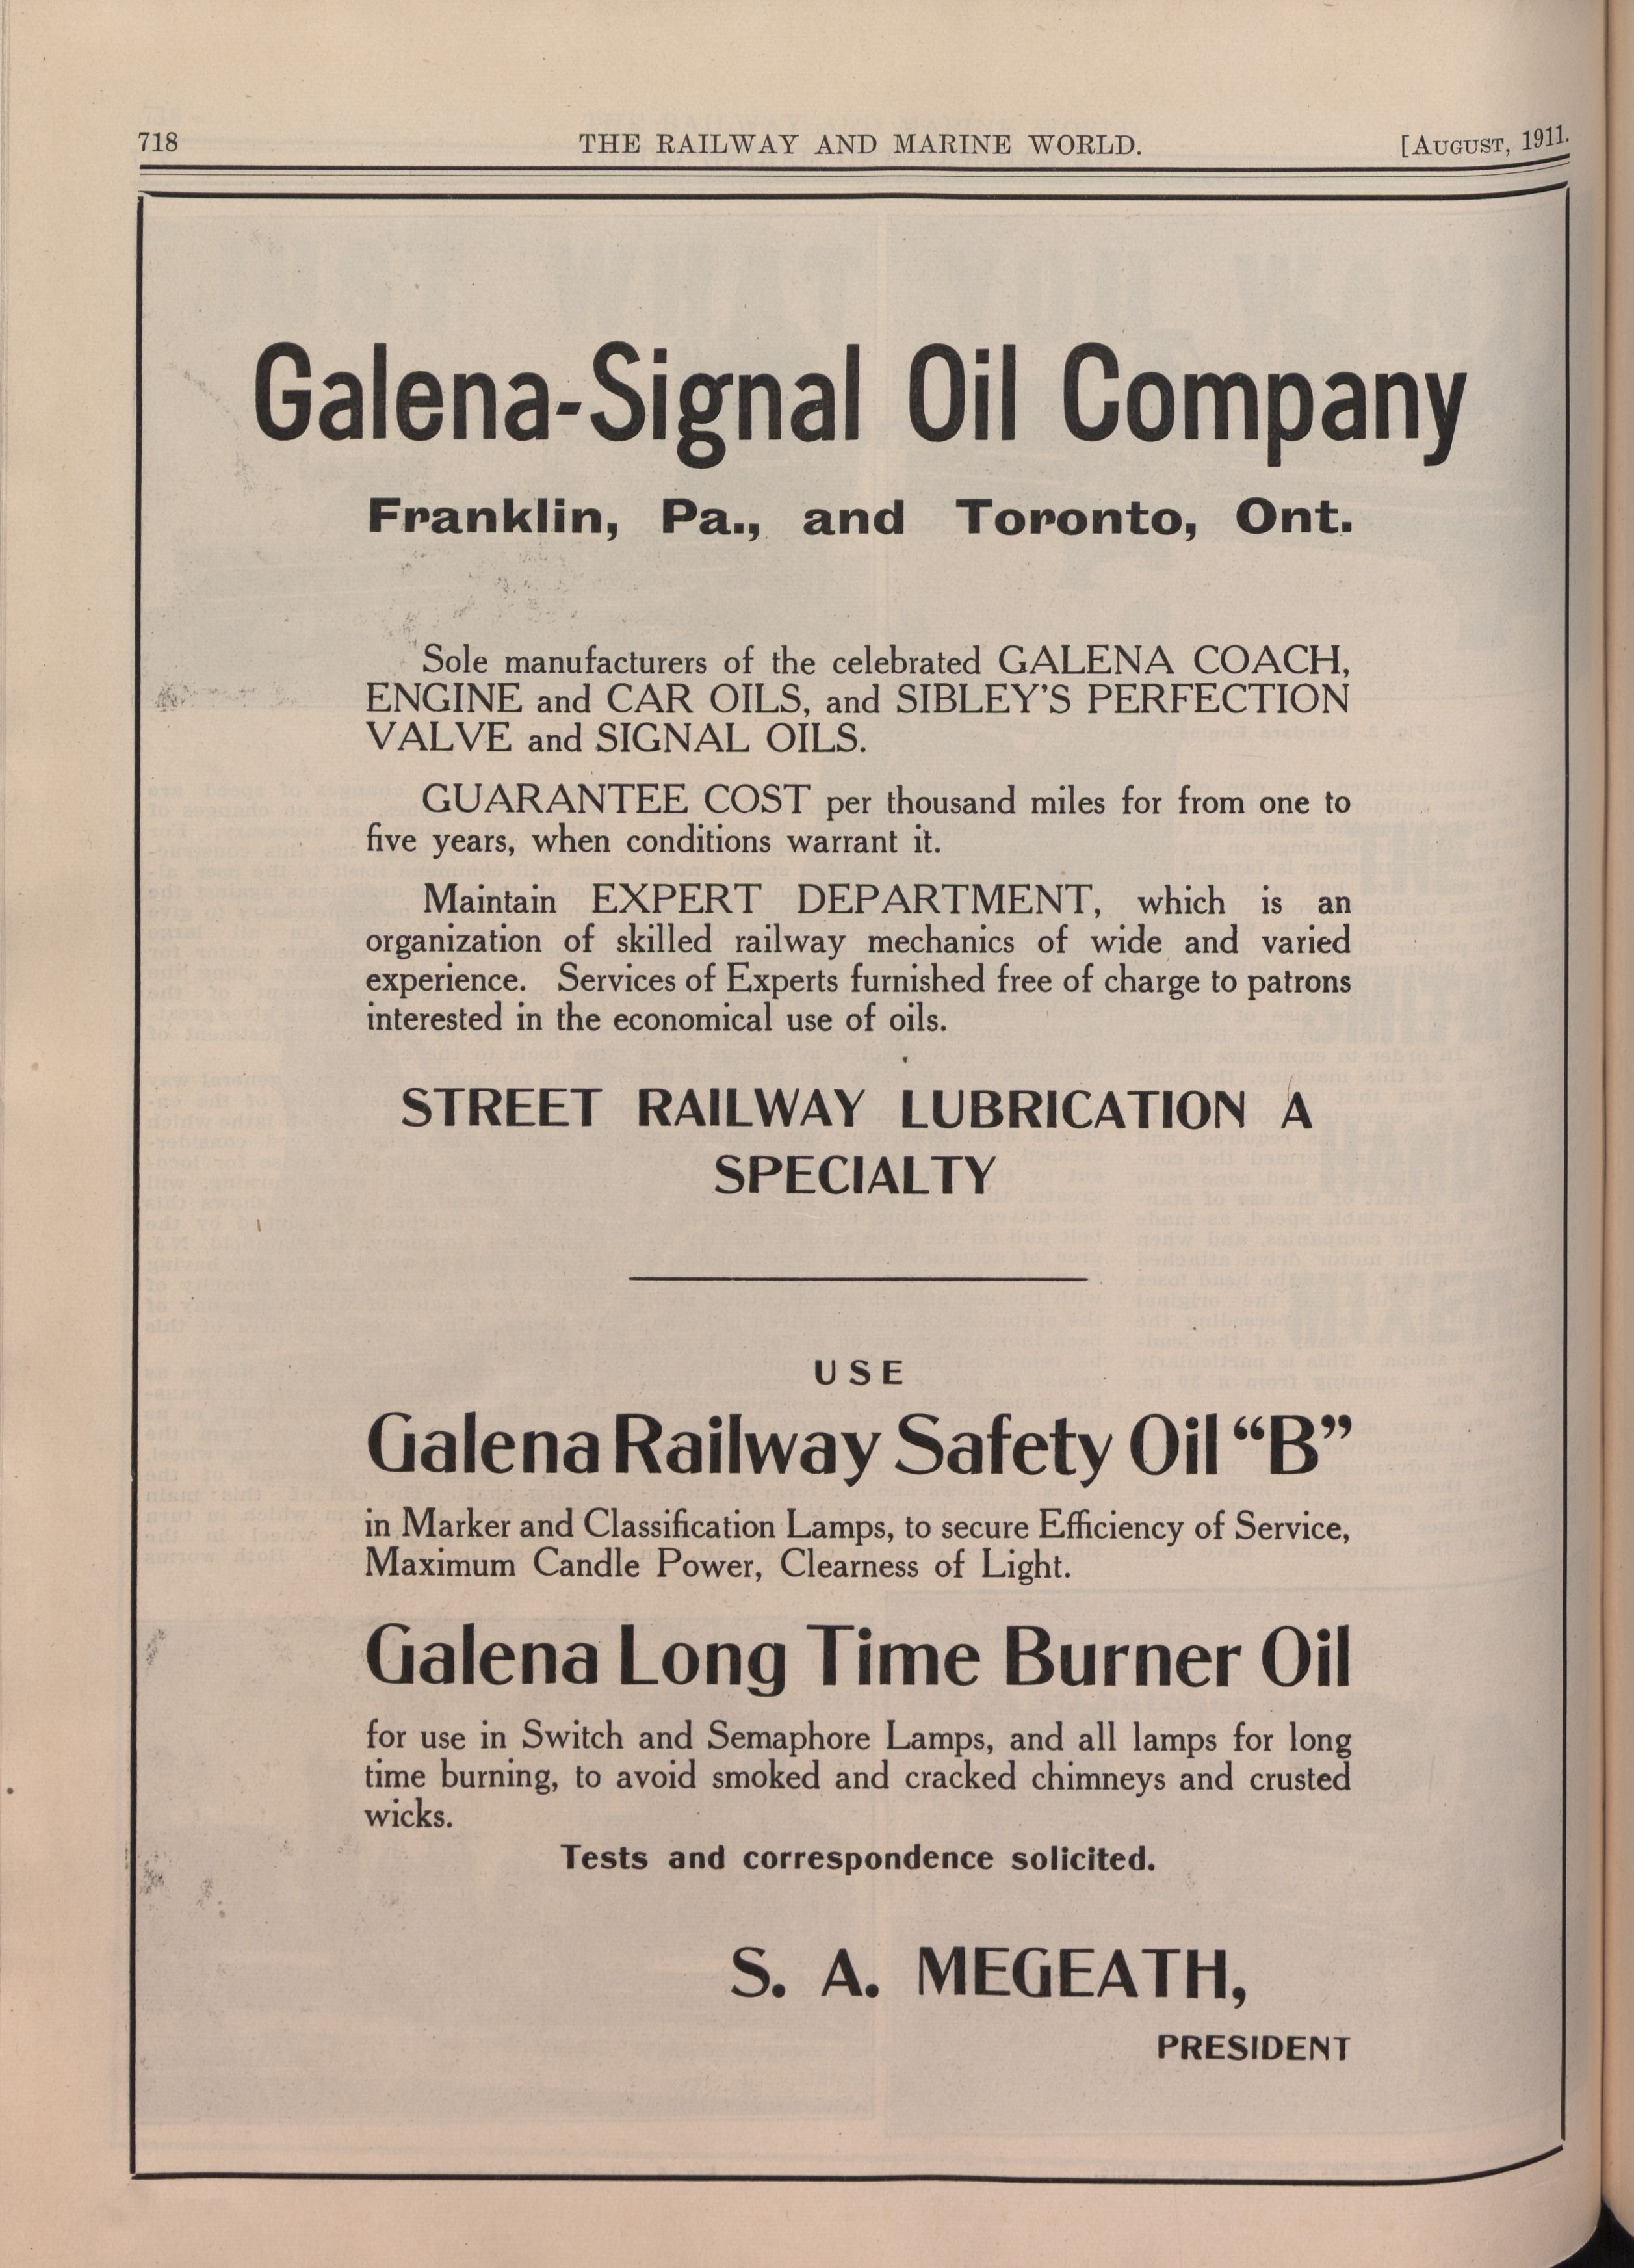 718
THE RAILWAY AND MARINE WORLD.
[AUGUST, 1911.
Galena-Signal Oil Company
Franklin, Pa., and Toronto, Ont.
Sole manufacturers of the celebrated GALENA COACH,
ENGINE and CAR OILS, and SIBLEY'S PERFECTION
VALVE and SIGNAL OILS.
GUARANTEE COST per thousand miles for from one to
five years, when conditions warrant it.
Maintain EXPERT DEPARTMENT, which is an
organization of skilled railway mechanics of wide and varied
experience. Services of Experts furnished free of charge to patrons
interested in the economical use of oils.
STREET RAILWAY LUBRICATION A
SPECIALTY
USE
Galena Railway Safety Oil “B”
in Marker and Classification Lamps, to secure Efficiency of Service,
Maximum Candle Power, Clearness of Light.
Galena Long Time Burner Oil
for use in Switch and Semaphore Lamps, and all lamps for long
time burning, to avoid smoked and cracked chimneys and crusted
wicks.
Tests and correspondence solicited.
S. A. MEGEATH,
PRESIDENT